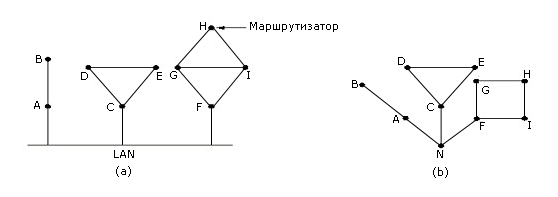 H Маршрутизатор
B
D E G I
A C F
LAN
(a)
D E
B G H
C
A F I
N
(b)